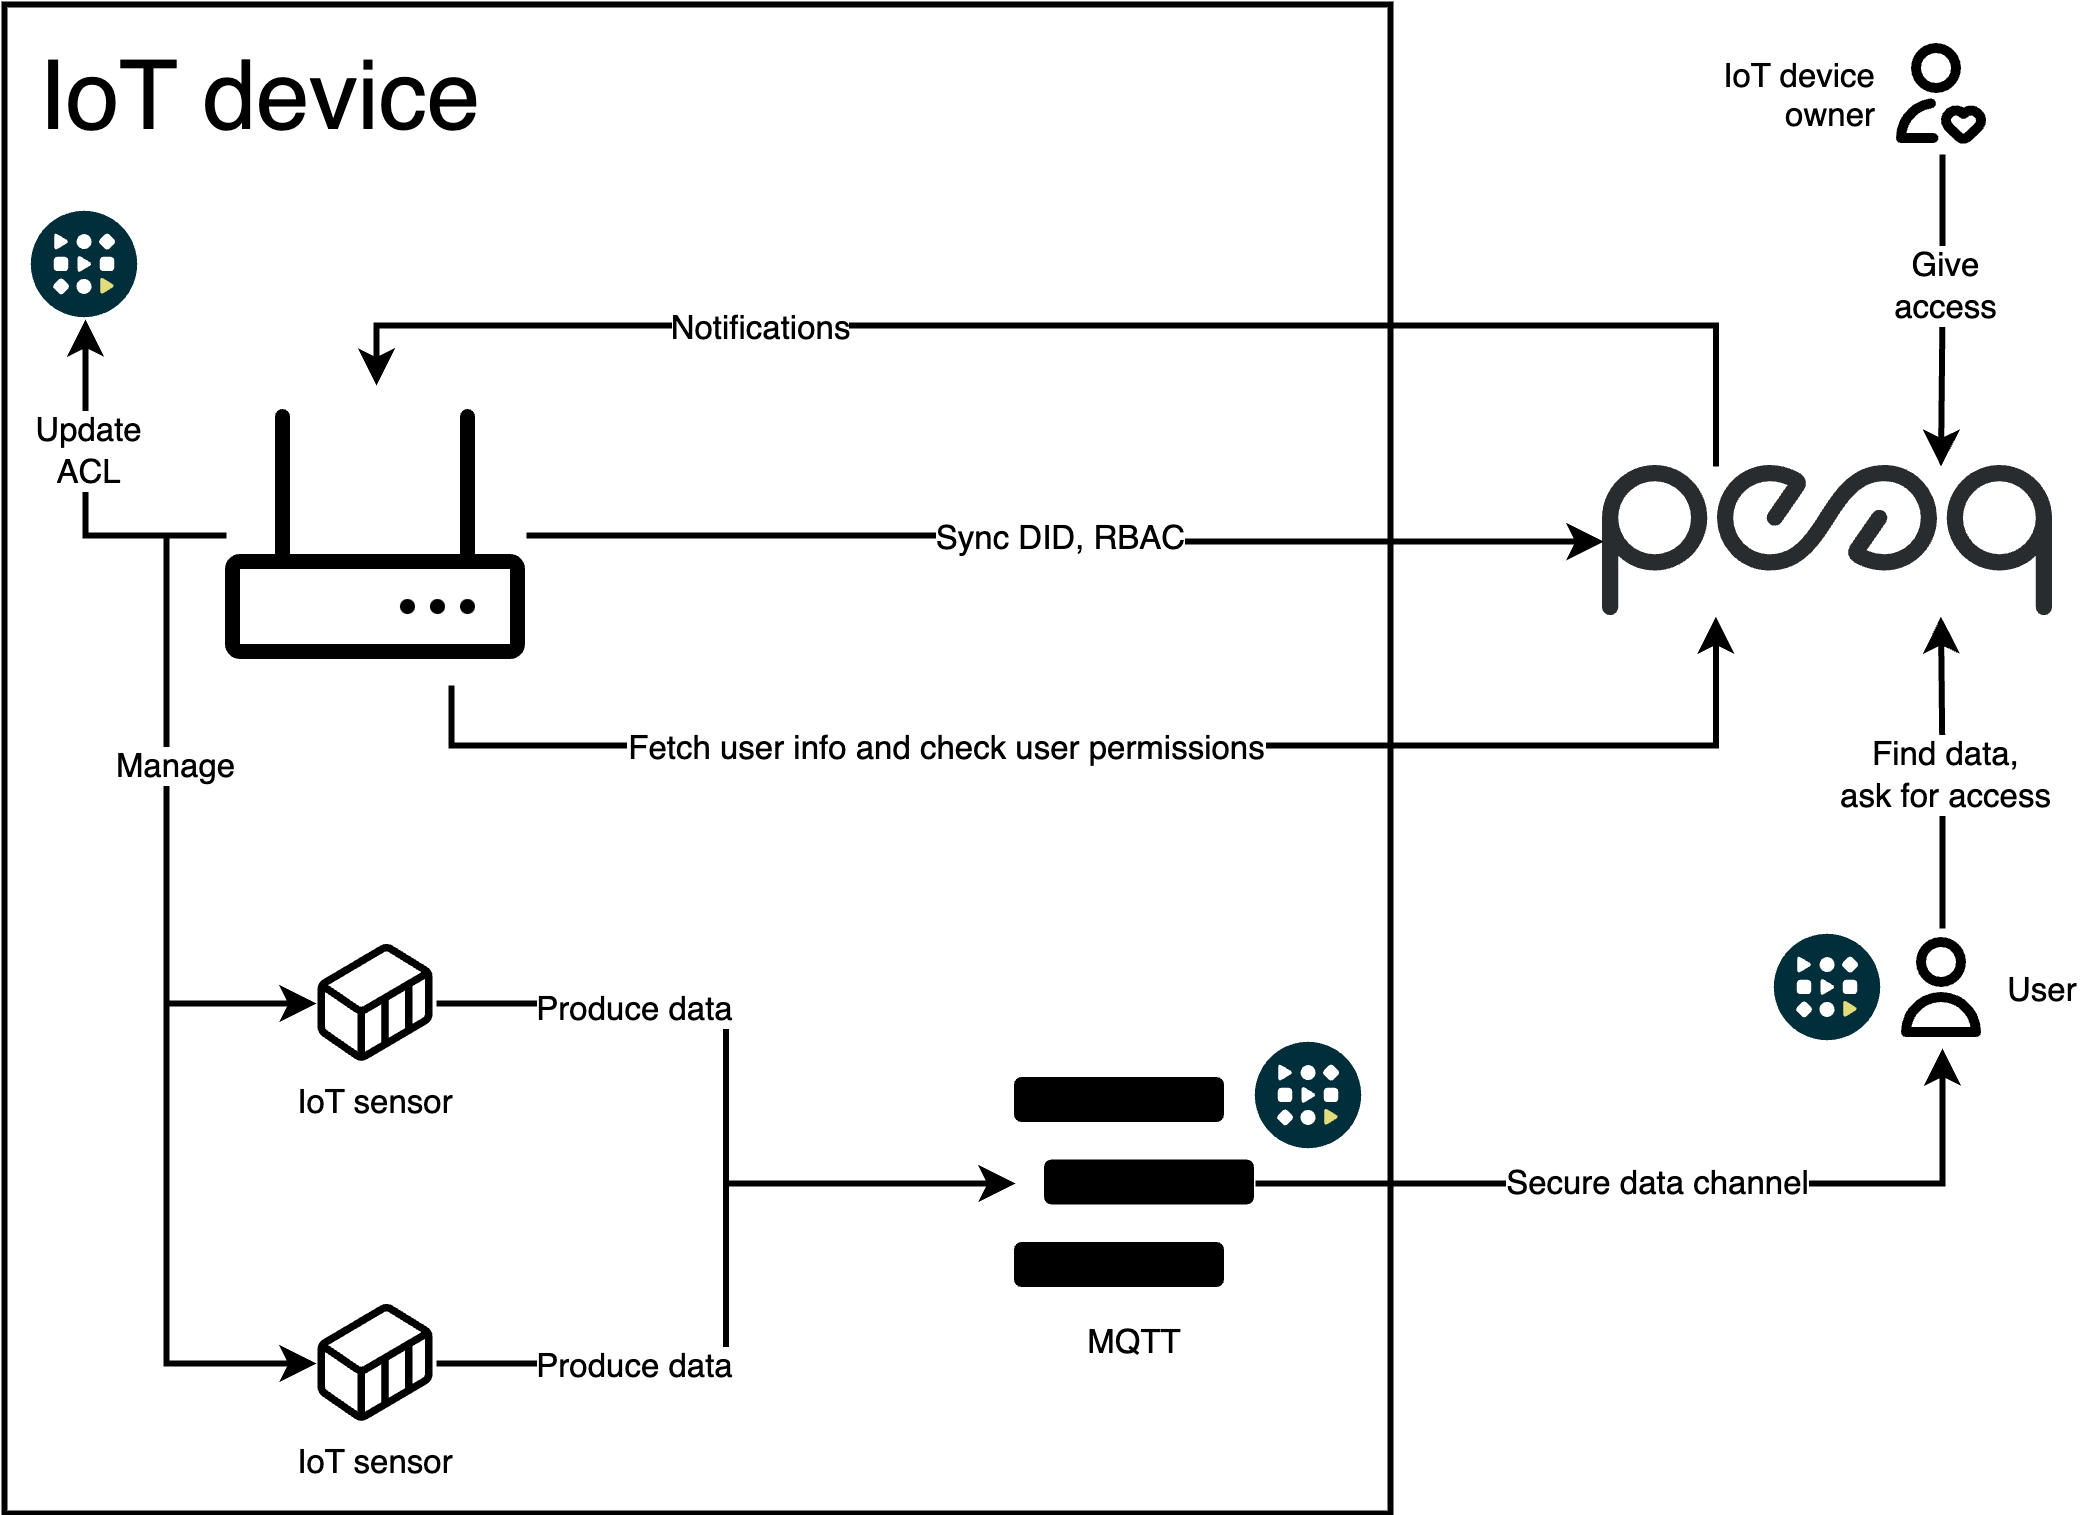 IoT device
IoT device
owner
Give
access
Notifications
Update
ACL
Sync DID, RBAC
peaq
Fetch user info and check user permissions
Manage
Find data,
ask for access
User
Produce data
IoT sensor
Secure data channel
MQTT
Produce data
IoT sensor